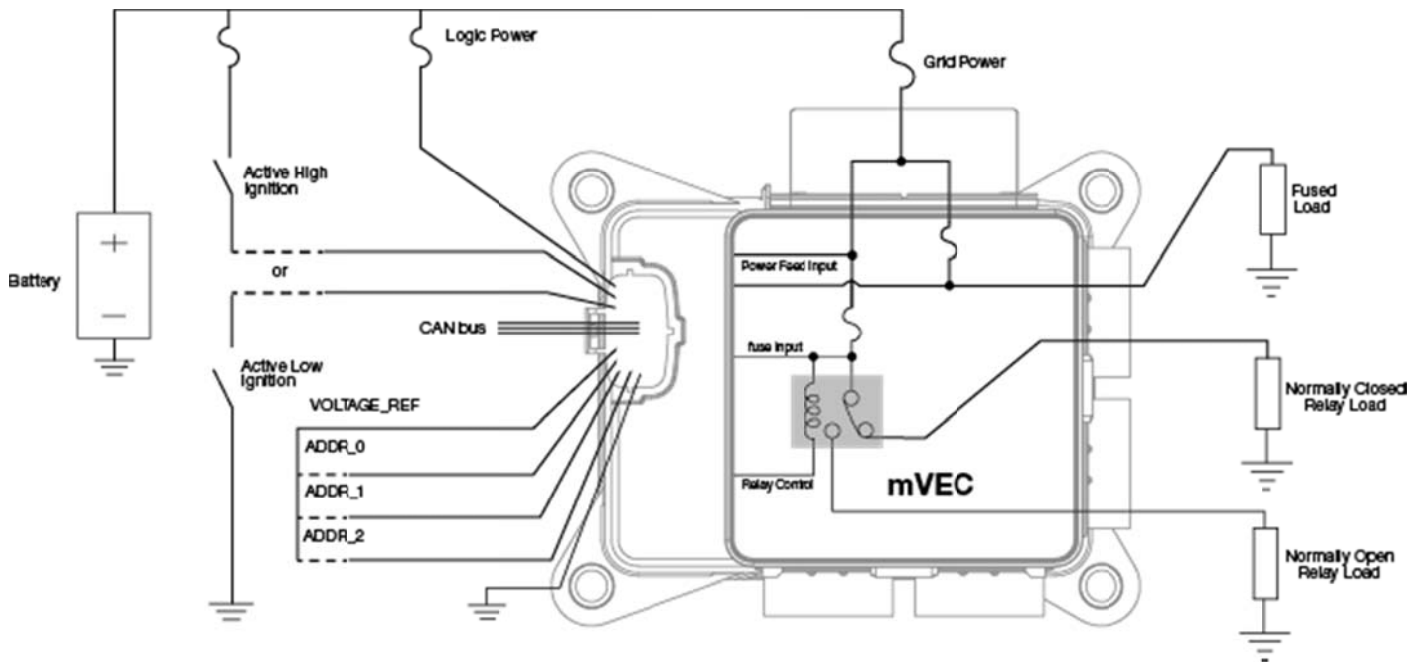 Logic Power
Grid Power
Active High
Ignition
Fused
Load
+
Power Feed Input
or
Battery
−
CAN bus
fuse input
Active Low
Ignition
Normally Closed
Relay Load
VOLTAGE_REF
ADDR_0
Relay Control
mVEC
ADDR_1
ADDR_2
Normally Open
Relay Load